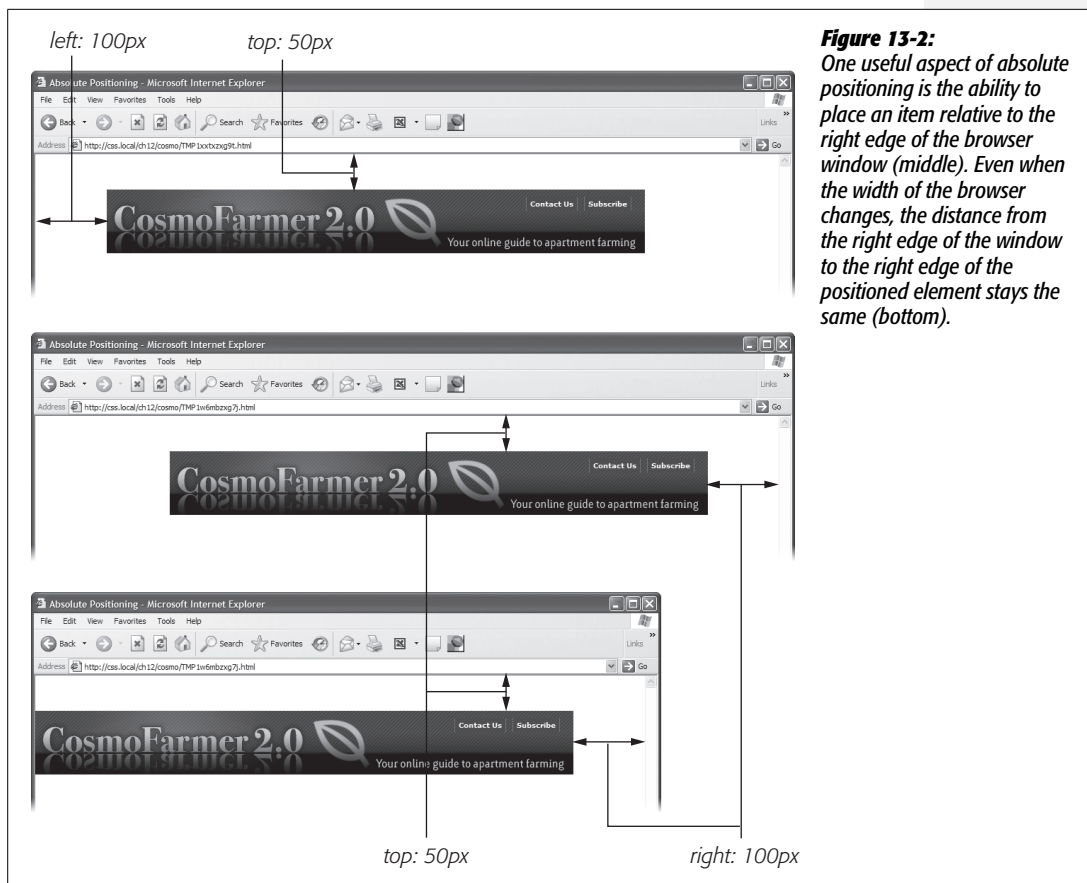 left: 100px
top: 50px
Absolute Positioning - Microsoft Internet Explorer
File Edit View Favorites Tools Help
Back Search Favorites Links »
Address http://css.local/ch12/cosmo/TMP1xxtxzxg9t.html Go
CosmoFarmer 2.0
Contact Us Subscribe
Your online guide to apartment farming
Absolute Positioning - Microsoft Internet Explorer
File Edit View Favorites Tools Help
Back Search Favorites Links »
Address http://css.local/ch12/cosmo/TMP1w6mbzxg7j.html Go
CosmoFarmer 2.0
Contact Us Subscribe
Your online guide to apartment farming
Absolute Positioning - Microsoft Internet Explorer
File Edit View Favorites Tools Help
Back Search Favorites Links »
Address http://css.local/ch12/cosmo/TMP1w6mbzxg7j.html Go
CosmoFarmer 2.0
Contact Us Subscribe
Your online guide to apartment farming
top: 50px
right: 100px
Figure 13-2:
One useful aspect of absolute
positioning is the ability to
place an item relative to the
right edge of the browser
window (middle). Even when
the width of the browser
changes, the distance from
the right edge of the window
to the right edge of the
positioned element stays the
same (bottom).